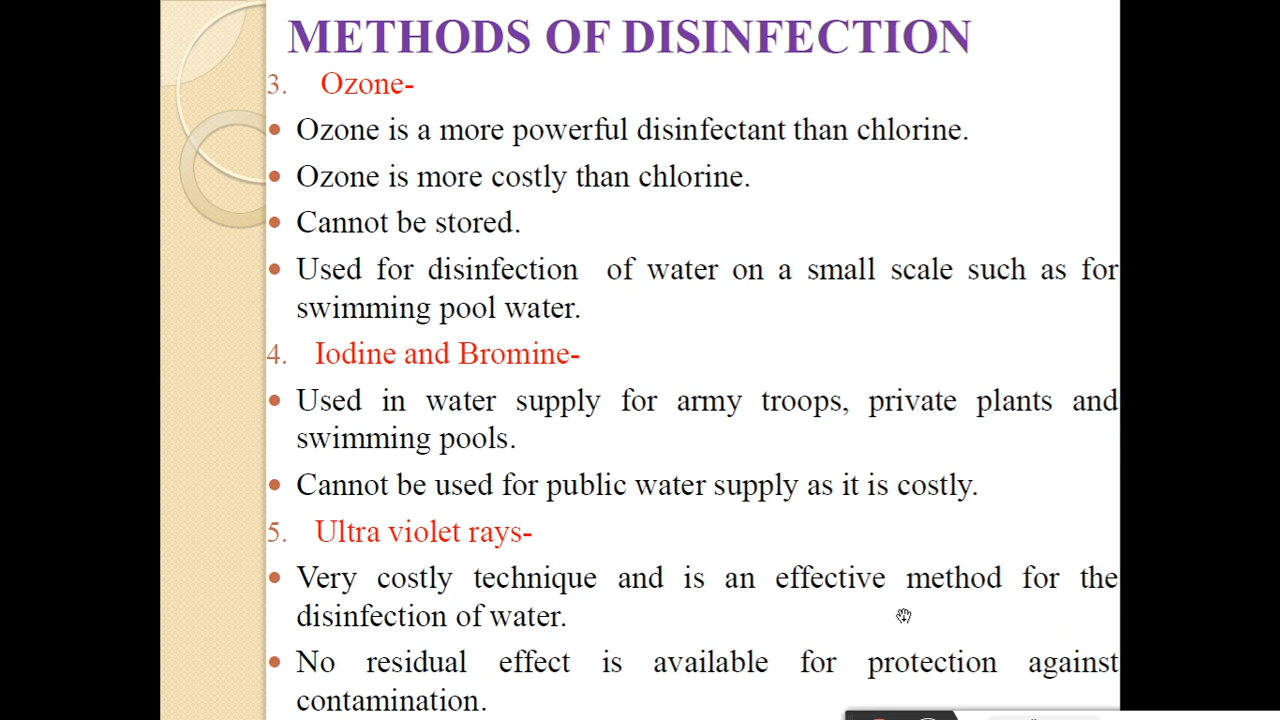 METHODS OF DISINFECTION
3. Ozone-
• Ozone is a more powerful disinfectant than chlorine.
• Ozone is more costly than chlorine.
• Cannot be stored.
• Used for disinfection of water on a small scale such as for
swimming pool water.
4. Iodine and Bromine-
• Used in water supply for army troops, private plants and
swimming pools.
• Cannot be used for public water supply as it is costly.
5. Ultra violet rays-
• Very costly technique and is an effective method for the
disinfection of water.
• No residual effect is available for protection against
contamination.